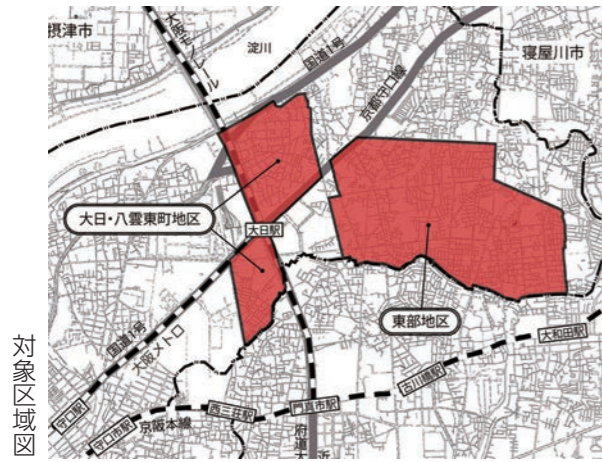 摂津市
大阪モノレール
淀川
国道1号
京都守口線
寝屋川市
大日・八雲東町地区
大日駅
東部地区
国道1号
大阪メトロ
守口駅
守口市駅
京阪本線
西三荘駅
門真市駅
古川橋駅
大和田駅
府道大
近
対象区域図